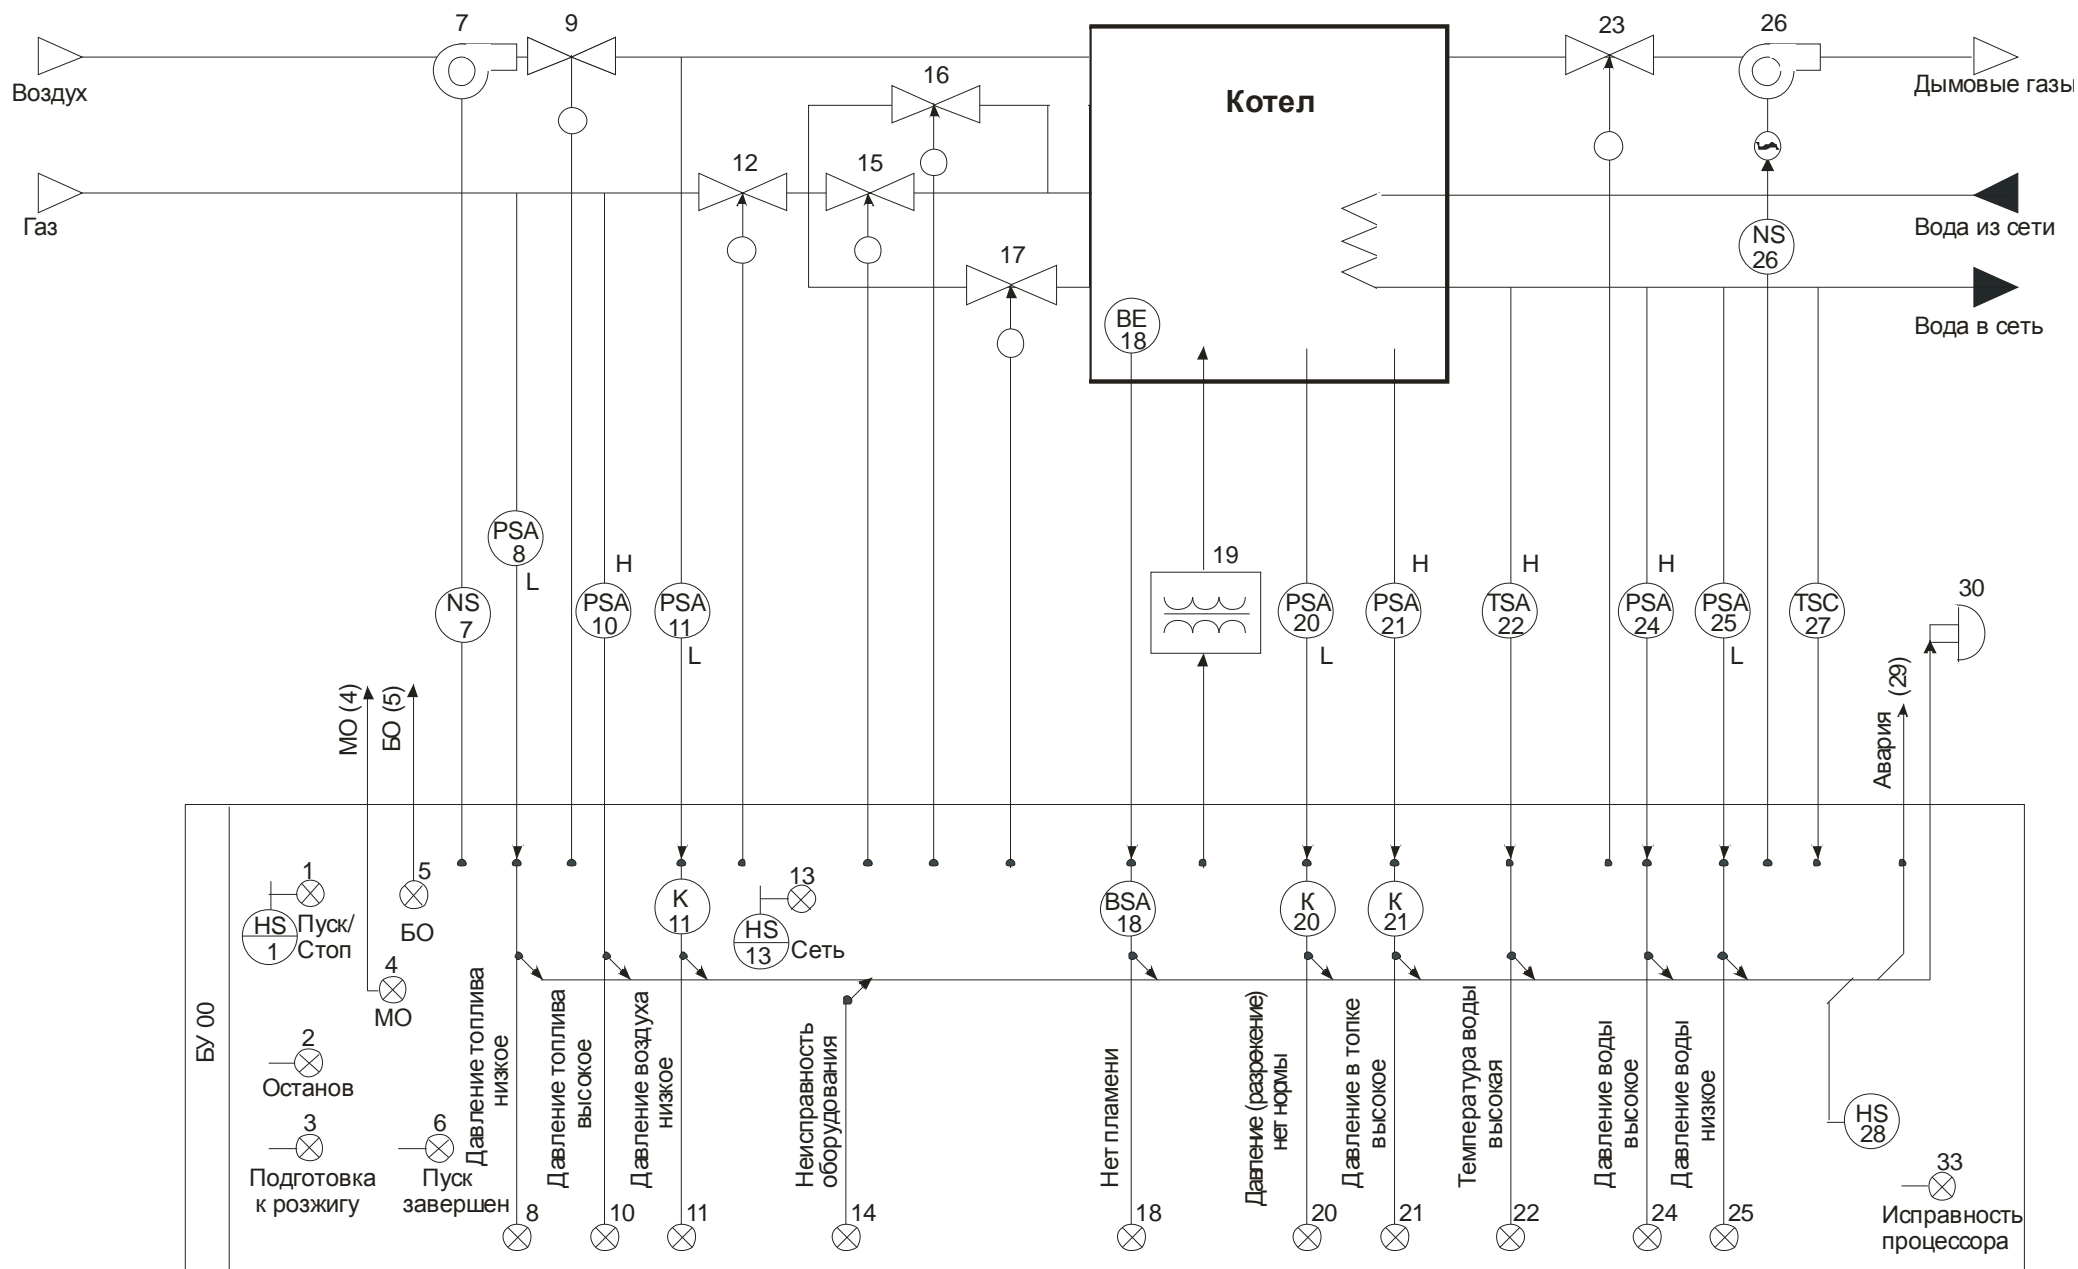 7
9
23
26
Воздух
16
Котел
Дымовые газы
12
15
Газ
17
Вода из сети
NS
26
BE
18
Вода в сеть
PSA
8
L
H
19
H
H
H
30
NS
7
PSA
10
PSA
11
L
PSA
20
L
PSA
21
TSA
22
PSA
24
PSA
25
L
TSC
27
МО (4)
БО (5)
Авария (29)
БУ 00
1
HS
1
Пуск/
Стоп
5
БО
4
МО
K
11
13
HS
13
Сеть
BSA
18
К
20
К
21
2
Останов
3
Подготовка
к розжигу
6
Пуск
завершен
Давление топлива
низкое
Давление топлива
высокое
Давление воздуха
низкое
Неисправность
оборудования
Нет пламени
Давление (разрежение)
нет нормы
Давление в топке
высокое
Температура воды
высокая
Давление воды
высокое
Давление воды
низкое
HS
28
33
Исправность
процессора
8
10
11
14
18
20
21
22
24
25